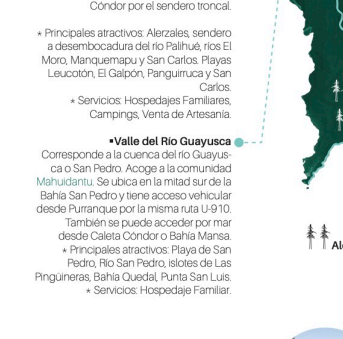 Cóndor por el sendero troncal.
* Principales atractivos: Alerzales, sendero
a desembocadura del río Palihué, ríos El
Moro, Manquemapu y San Carlos. Playas
Leucotón, El Galpón, Panguirruca y San
Carlos.
* Servicios: Hospedajes Familiares,
Campings, Venta de Artesanía.
▪Valle del Río Guayusca
Corresponde a la cuenca del río Guayus-
ca o San Pedro. Acoge a la comunidad
Mahuidantu. Se ubica en la mitad sur de la
Bahía San Pedro y tiene acceso vehicular
desde Purranque por la misma ruta U-910.
También se puede acceder por mar
desde Caleta Cóndor o Bahía Mansa.
* Principales atractivos: Playa de San
Pedro, Río San Pedro, islotes de Las
Pingüineras, Bahía Quedal, Punta San Luis.
* Servicios: Hospedaje Familiar.
Al